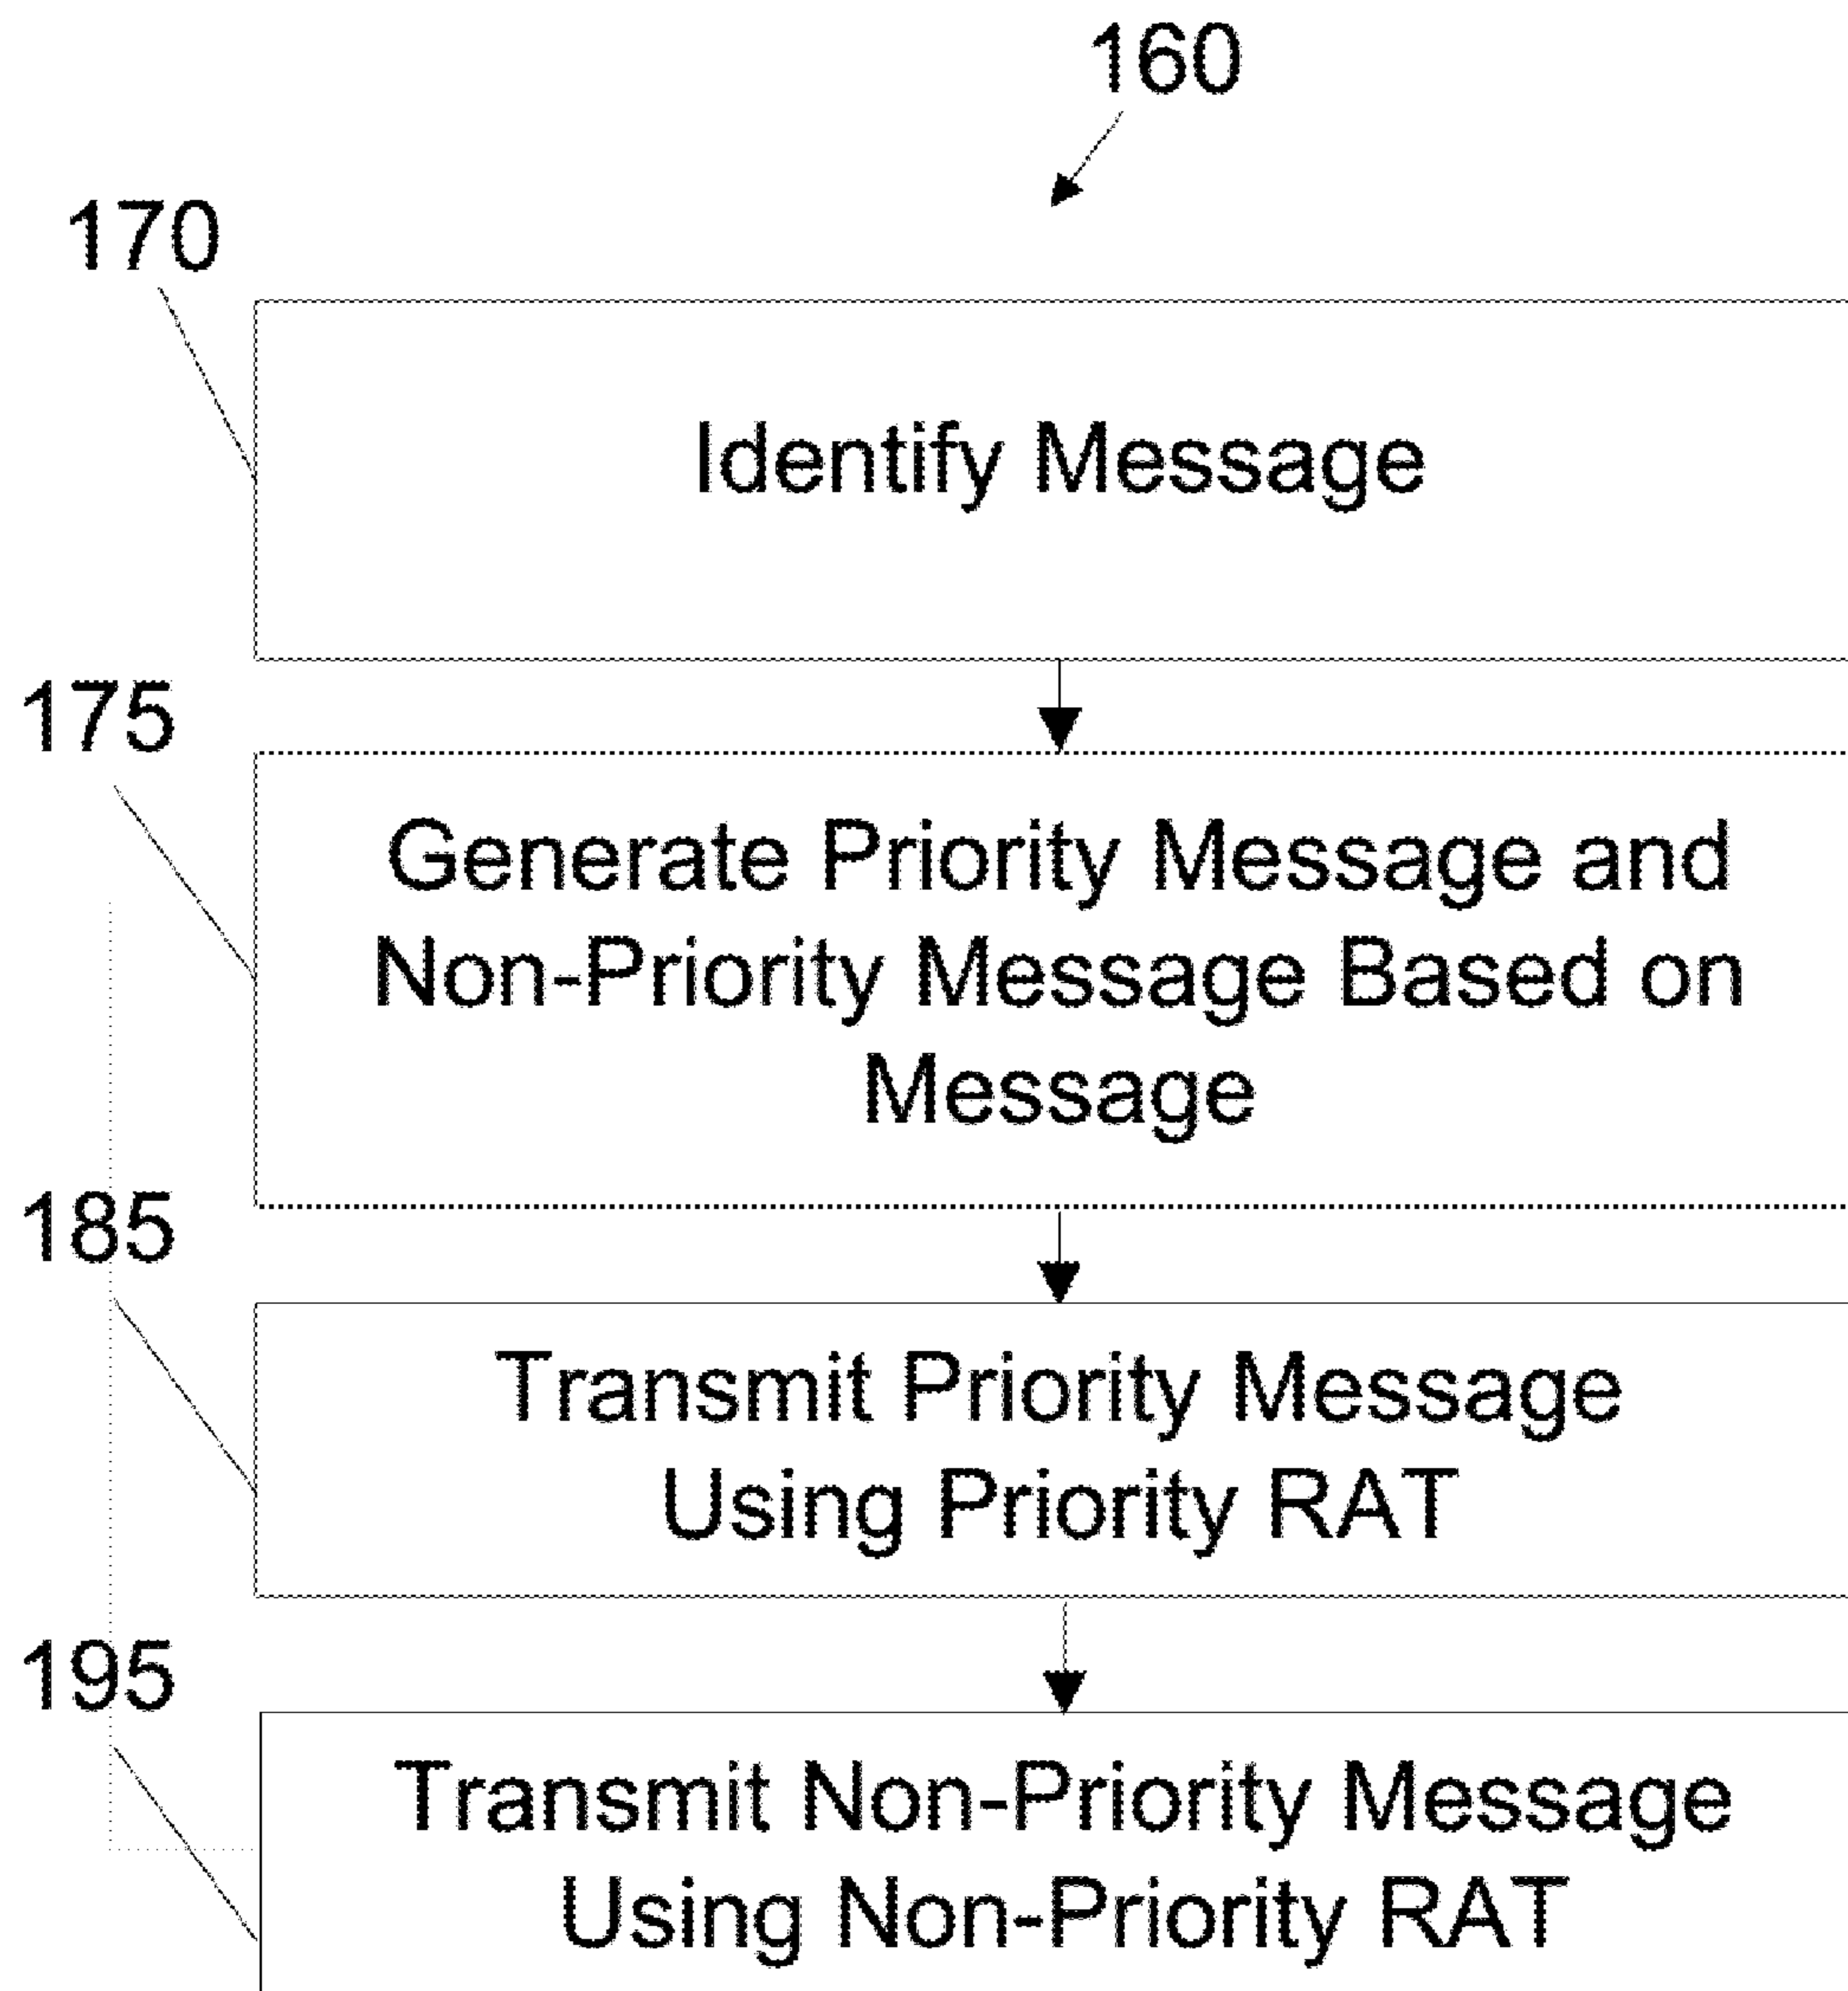 160
170
Identify Message
175
Generate Priority Message and
Non-Priority Message Based on
Message
185
Transmit Priority Message
Using Priority RAT
195
Transmit Non-Priority Message
Using Non-Priority RAT